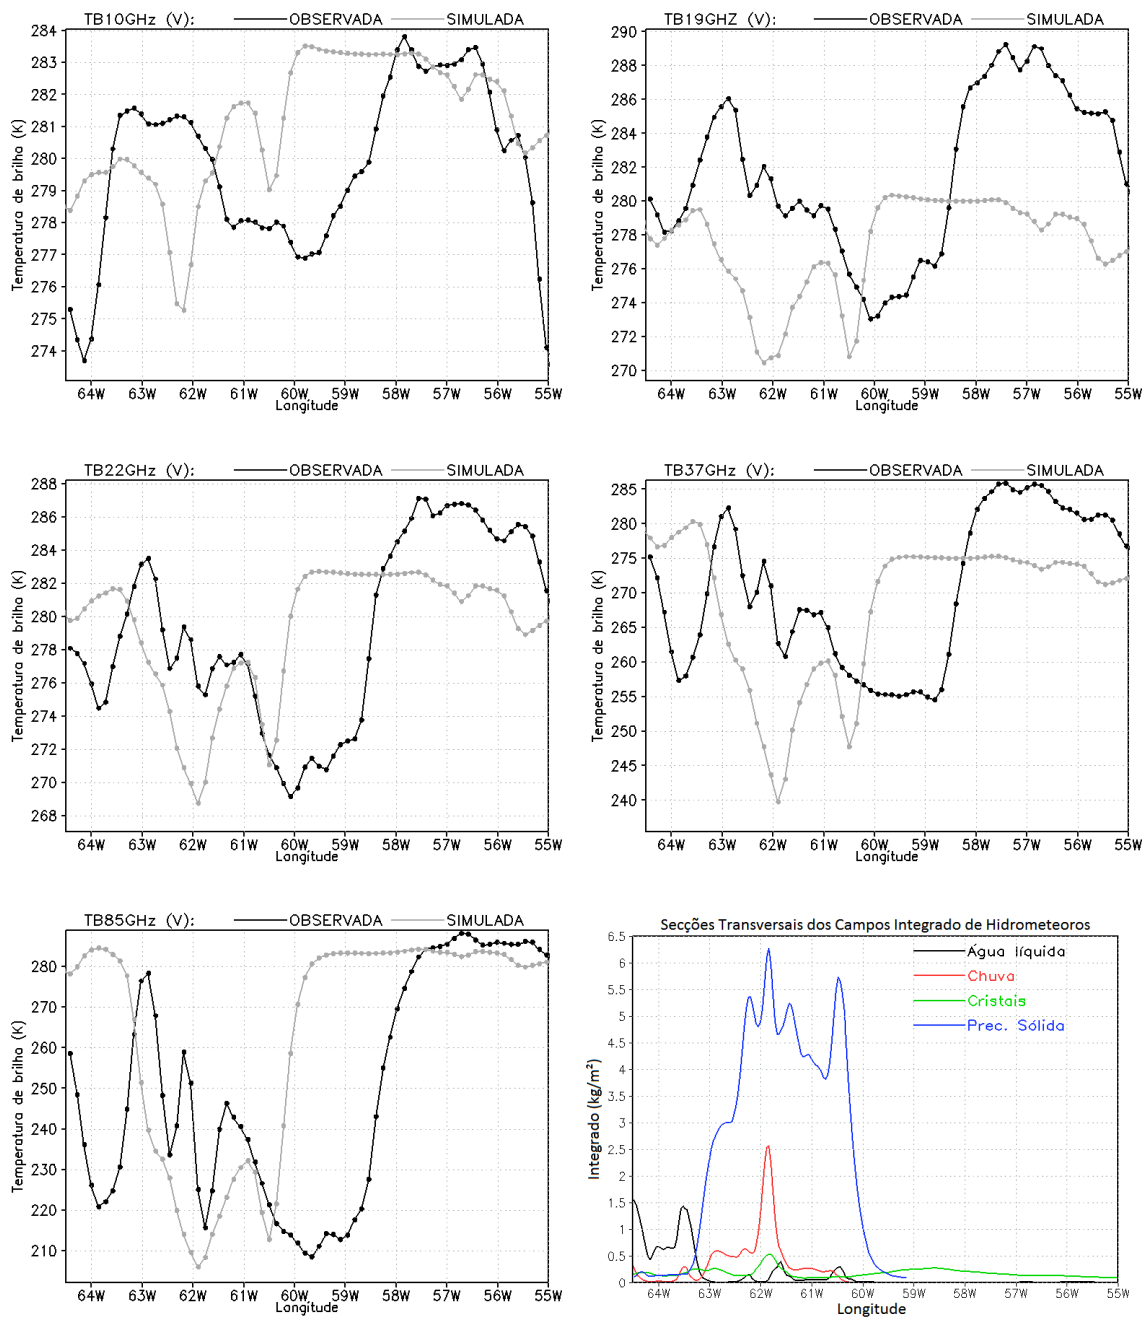 TB10GHz (V): OBSERVADA SIMULADA
Temperatura de brilho (K)
284
283
282
281
280
279
278
277
276
275
274
64W 63W 62W 61W 60W 59W 58W 57W 56W 55W
Longitude
TB19GHZ (V): OBSERVADA SIMULADA
Temperatura de brilho (K)
290
288
286
284
282
280
278
276
274
272
270
64W 63W 62W 61W 60W 59W 58W 57W 56W 55W
Longitude
TB22GHz (V): OBSERVADA SIMULADA
Temperatura de brilho (K)
288
286
284
282
280
278
276
274
272
270
268
64W 63W 62W 61W 60W 59W 58W 57W 56W 55W
Longitude
TB37GHz (V): OBSERVADA SIMULADA
Temperatura de brilho (K)
285
280
275
270
265
260
255
250
245
240
64W 63W 62W 61W 60W 59W 58W 57W 56W 55W
Longitude
TB85GHz (V): OBSERVADA SIMULADA
Temperatura de brilho (K)
280
270
260
250
240
230
220
210
64W 63W 62W 61W 60W 59W 58W 57W 56W 55W
Longitude
Secções Transversais dos Campos Integrado de Hidrometeoros
Integrado (kg/m²)
6.5
6
5.5
5
4.5
4
3.5
3
2.5
2
1.5
1
0.5
0
Água líquida
Chuva
Cristais
Prec. Sólida
64W 63W 62W 61W 60W 59W 58W 57W 56W 55W
Longitude